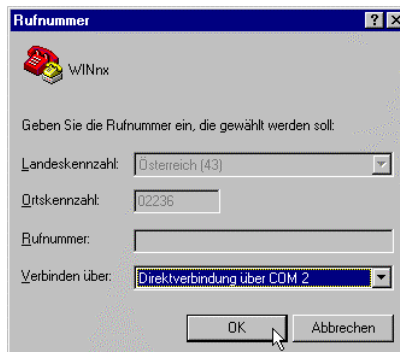 Rufnummer
WINnx
Geben Sie die Rufnummer ein, die gewählt werden soll:
Landeskennzahl: Österreich (43)
Ortskennzahl: 02236
Rufnummer:
Verbinden über: Direktverbindung über COM 2
OK Abbrechen